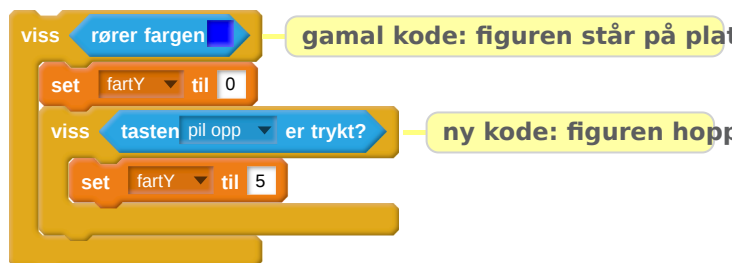 viss rører fargen gamal kode: figuren står på plat
set fartY til 0
viss tasten pil opp er trykt? ny kode: figuren hopp
set fartY til 5